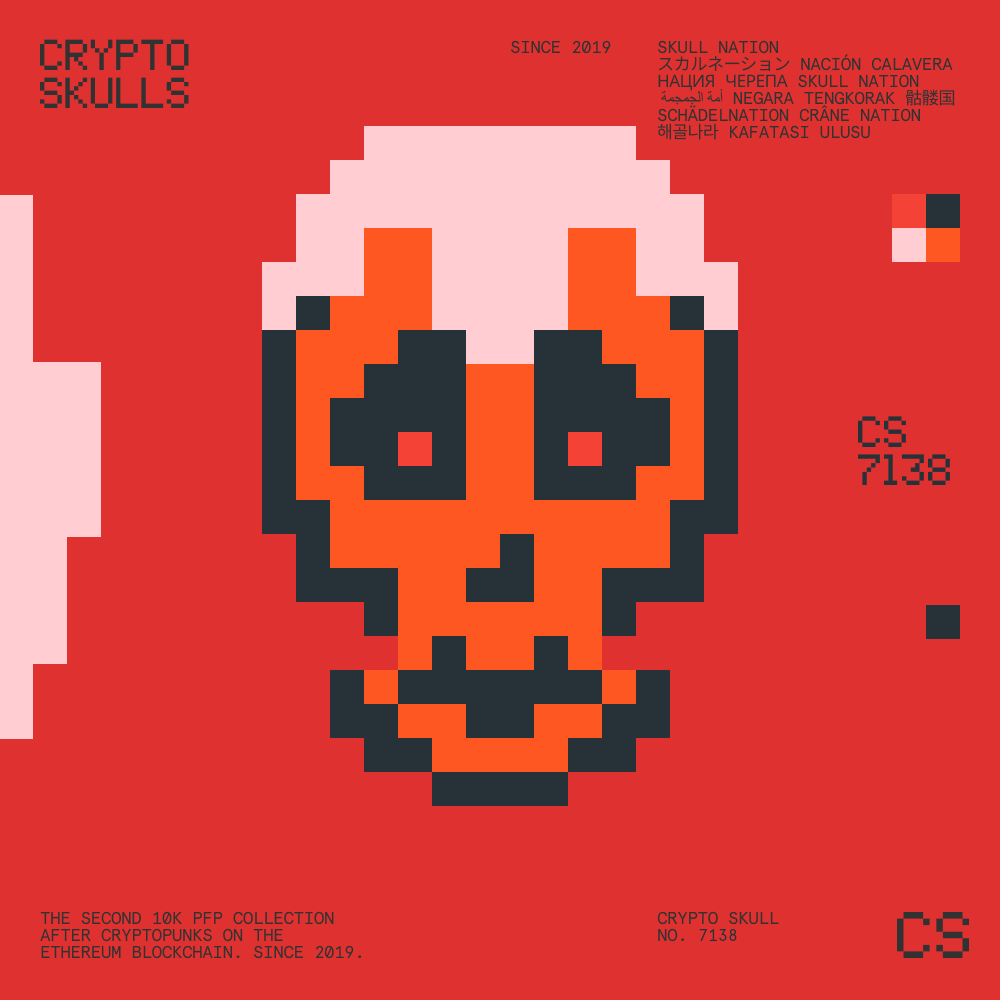 CRYPTO
SKULLS
SINCE 2019
SKULL NATION
スカルネーション NACIÓN CALAVERA
НАЦИЯ ЧЕРЕПА SKULL NATION
أمة الجمجمة NEGARA TENGKORAK 骷髅国
SCHÄDELNATION CRÂNE NATION
해골나라 KAFATASI ULUSU
CS
7138
THE SECOND 10K PFP COLLECTION
AFTER CRYPTOPUNKS ON THE
ETHEREUM BLOCKCHAIN. SINCE 2019.
CRYPTO SKULL
NO. 7138
CS